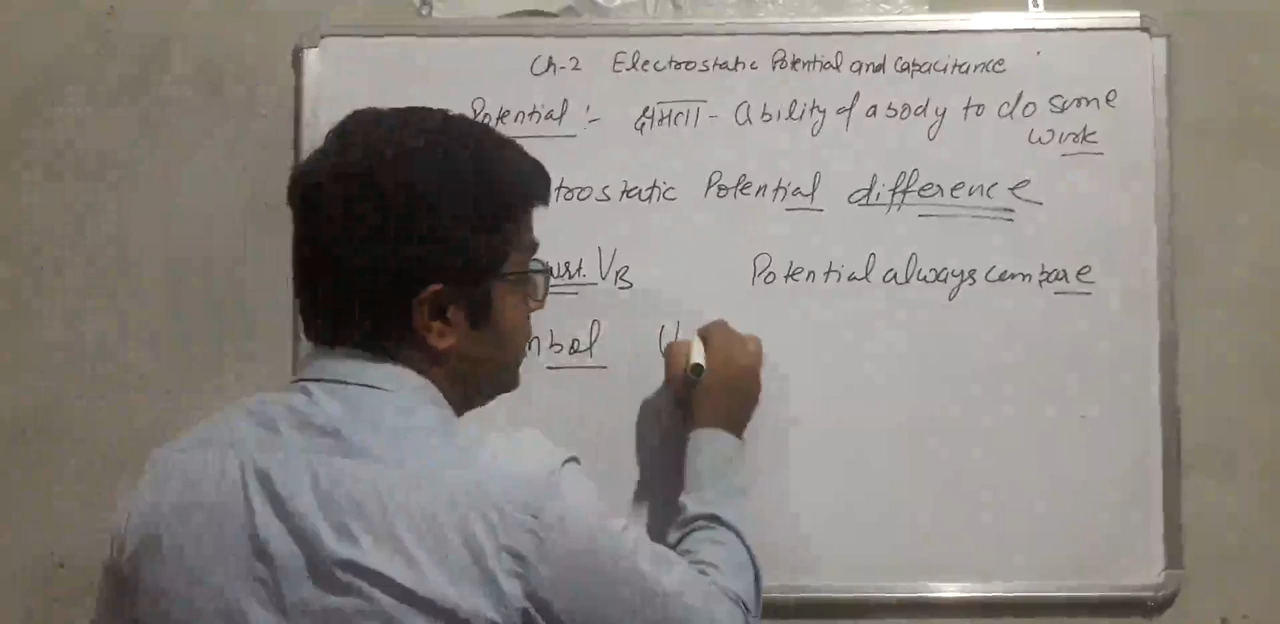 Ch-2 Electrostatic Potential and Capacitance
Potential :- क्षमता - Ability of a body to do some
work
trostatic Potential difference
wrt. VB Potential always compare
mbol